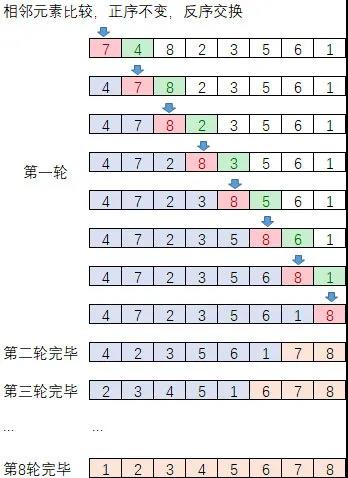 相邻元素比较，正序不变，反序交换
7 4 8 2 3 5 6 1
4 7 8 2 3 5 6 1
4 7 8 2 3 5 6 1
4 7 2 8 3 5 6 1
第一轮
4 7 2 3 8 5 6 1
4 7 2 3 5 8 6 1
4 7 2 3 5 6 8 1
4 7 2 3 5 6 1 8
第二轮完毕 4 2 3 5 6 1 7 8
第三轮完毕 2 3 4 5 1 6 7 8
... ...
第8轮完毕 1 2 3 4 5 6 7 8